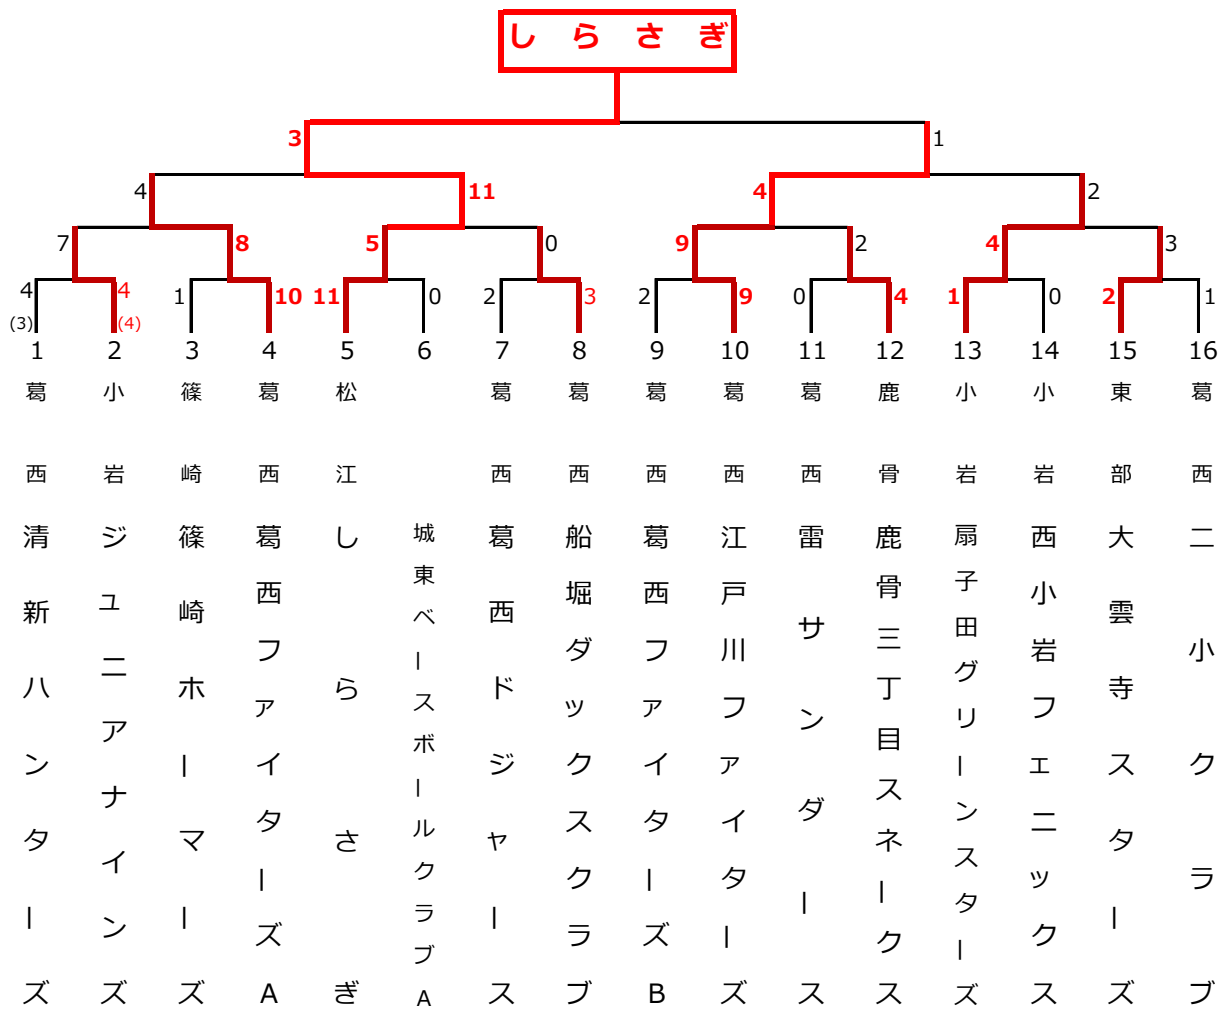 しらさぎ
3 1
4 11 4 2
7 8 5 0 9 2 4 3
4 4 1 10 11 0 2 3 2 9 0 4 1 0 2 1
(3) (4)
1 2 3 4 5 6 7 8 9 10 11 12 13 14 15 16
葛西 清新ハンターズ
小岩 ジュニアナインズ
篠崎 篠崎ホーマーズ
葛西 葛西ファイターズA
松江 しらさぎ
城東ベースボールクラブA
葛西 葛西ドジャース
葛西 船堀ダックスクラブ
葛西 葛西ファイターズB
葛西 江戸川ファイターズ
葛西 雷サンダース
鹿骨 鹿骨三丁目スネークス
小岩 扇子田グリーンスターズ
小岩 西小岩フェニックス
東部 大雲寺スターズ
葛西 二小クラブ